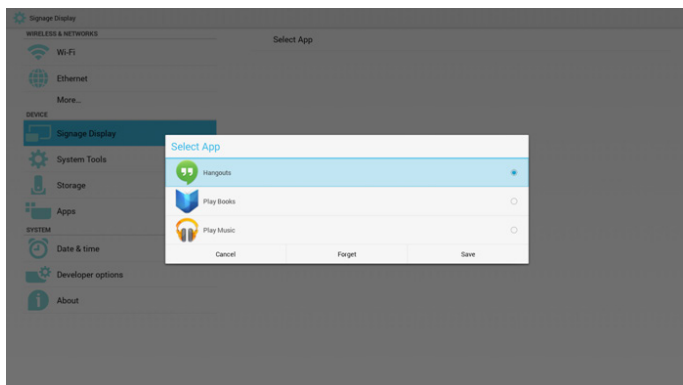 Signage Display
WIRELESS & NETWORKS
Wi-Fi
Ethernet
More...
DEVICE
Signage Display
System Tools
Storage
Apps
SYSTEM
Date & time
Developer options
About
Select App
Select App
Hangouts
Play Books
Play Music
Cancel Forget Save